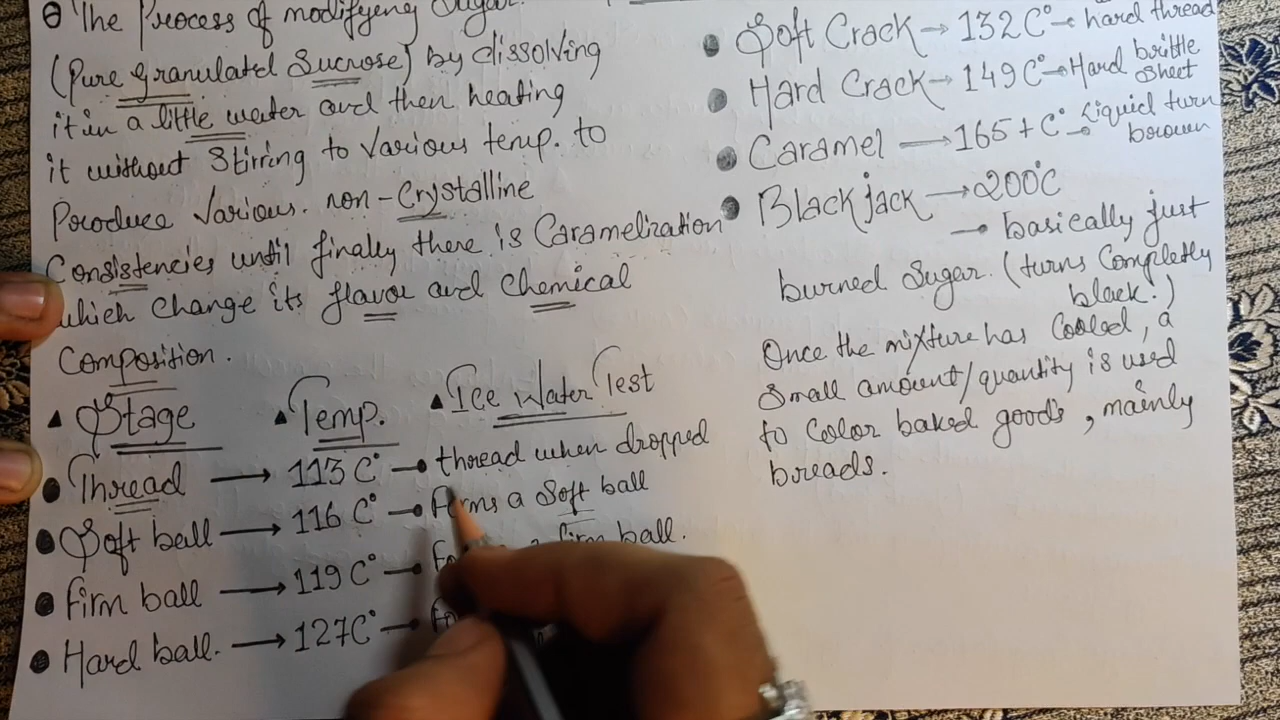 The Process of modifyeng Sugar.
(Pure granulated Sucrose) by dissolving
it in a little water and then heating
it without Stirring to Various temp. to
Produce Various. non-Crystalline
Consistencies until finally there is Caramelization
which change its flavor and Chemical
Composition.
Stage Temp. Ice Water Test
Thread → 113 C° → thread when dropped
Soft ball → 116 C° → forms a Soft ball
firm ball → 119 C° → firm ball.
Hard ball. → 127C° →
Soft Crack → 132 C° → hard thread
Hard Crack → 149C° → Hard brittle
sheet
Caramel → 165+C° → Liquid turn
brown
Black jack → 200°C
→ basically just
burned Sugar. (turns Completly
black.)
Once the mixture has Cooled, a
Small amount/quantity is used
to Color baked goods, mainly
breads.